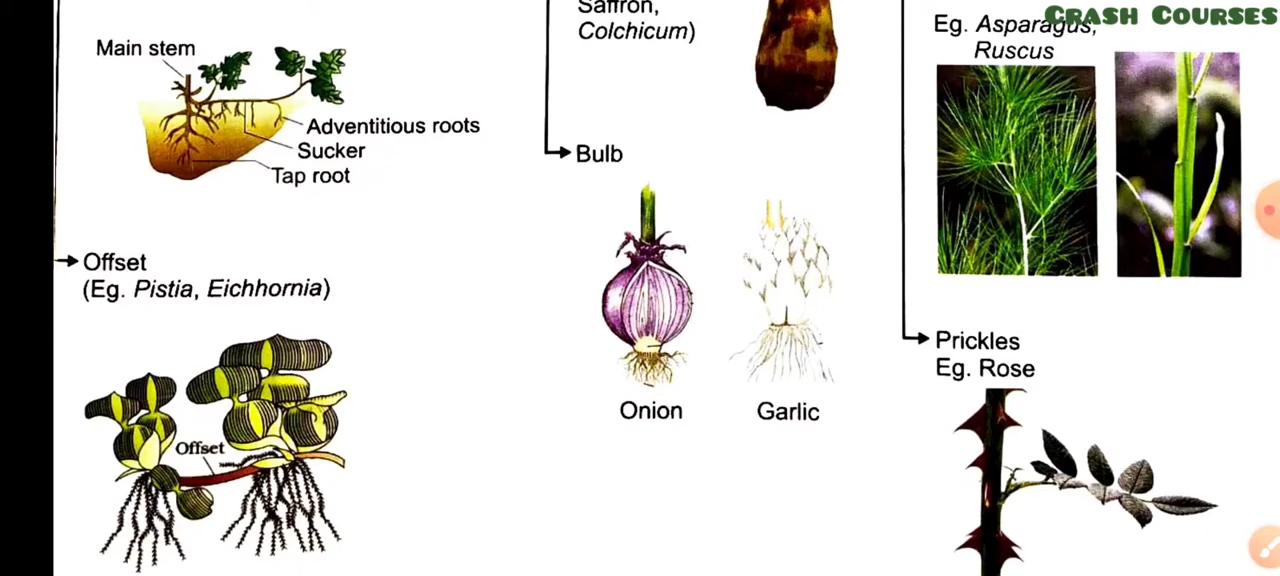 Crash Courses
Main stem
Adventitious roots
Sucker
Tap root
Offset
(Eg. Pistia, Eichhornia)
Offset
Saffron,
Colchicum)
Bulb
Onion
Garlic
Eg. Asparagus,
Ruscus
Prickles
Eg. Rose